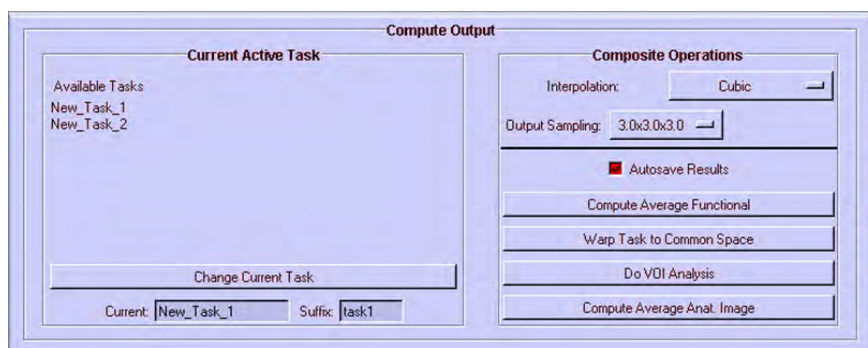 Compute Output
Current Active Task
Available Tasks
New_Task_1
New_Task_2
Change Current Task
Current: New_Task_1 Suffix: task1
Composite Operations
Interpolation: Cubic
Output Sampling: 3.0x3.0x3.0
Autosave Results
Compute Average Functional
Warp Task to Common Space
Do VOI Analysis
Compute Average Anat. Image